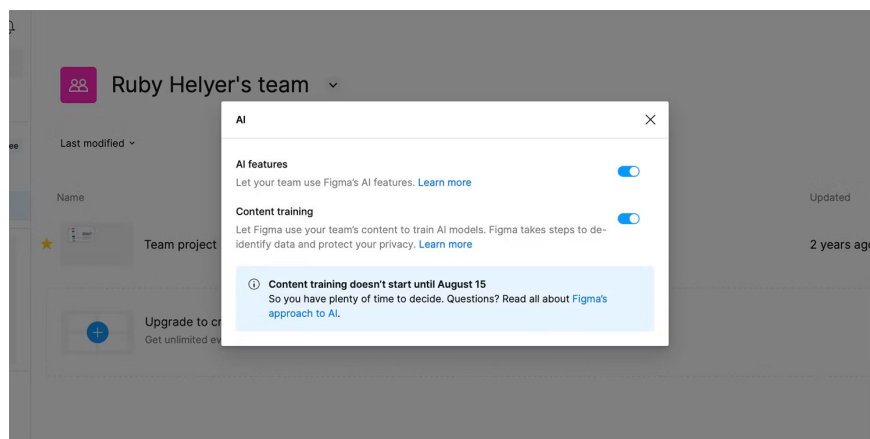 Ruby Helyer's team
AI
Last modified
AI features
Let your team use Figma's AI features. Learn more
Name
Updated
Content training
Let Figma use your team's content to train AI models. Figma takes steps to de-
identify data and protect your privacy. Learn more
Team project
2 years ago
Content training doesn't start until August 15
So you have plenty of time to decide. Questions? Read all about Figma's
approach to AI.
Upgrade to cr
Get unlimited ev